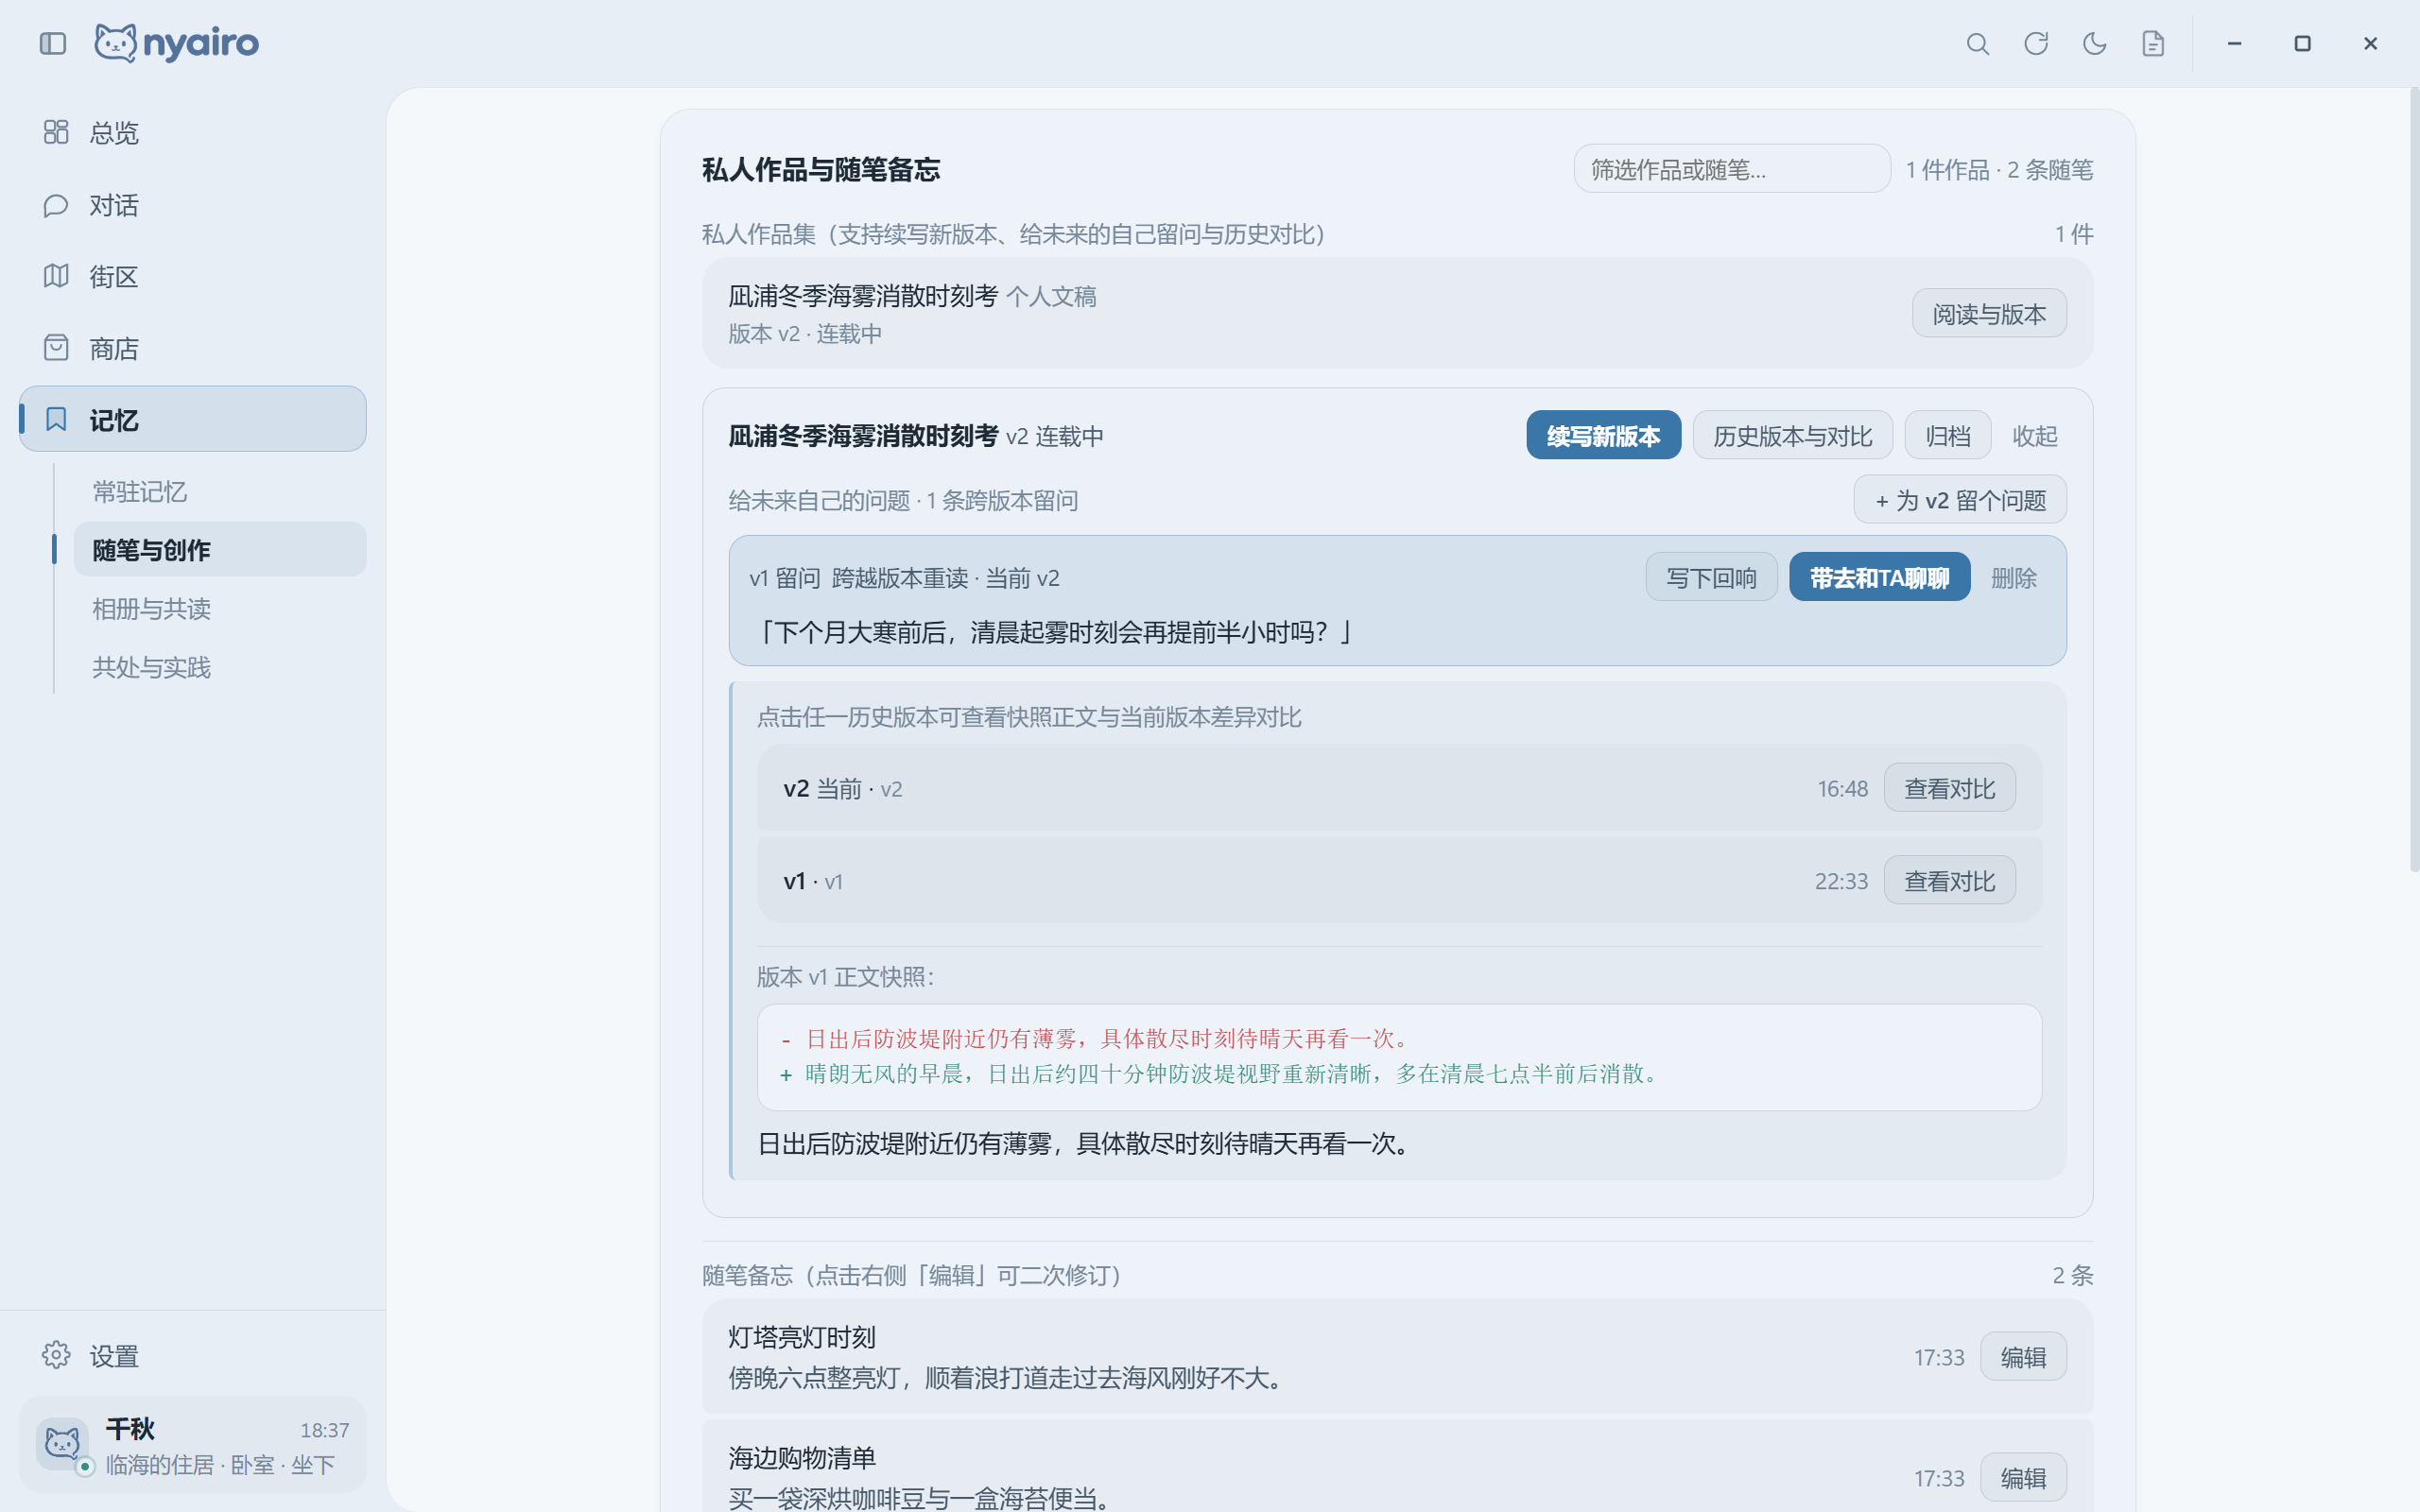 nyairo
总览
对话
街区
商店
记忆
常驻记忆
随笔与创作
相册与共读
共处与实践
设置
千秋 18:37
临海的住居 · 卧室 · 坐下
私人作品与随笔备忘 筛选作品或随笔... 1 件作品 · 2 条随笔
私人作品集（支持续写新版本、给未来的自己留问与历史对比） 1 件
凪浦冬季海雾消散时刻考 个人文稿
版本 v2 · 连载中
阅读与版本
凪浦冬季海雾消散时刻考 v2 连载中 续写新版本 历史版本与对比 归档 收起
给未来自己的问题 · 1 条跨版本留问 + 为 v2 留个问题
v1 留问 跨越版本重读 · 当前 v2 写下回响 带去和TA聊聊 删除
「下个月大寒前后，清晨起雾时刻会再提前半小时吗？」
点击任一历史版本可查看快照正文与当前版本差异对比
v2 当前 · v2 16:48 查看对比
v1 · v1 22:33 查看对比
版本 v1 正文快照：
- 日出后防波堤附近仍有薄雾，具体散尽时刻待晴天再看一次。
+ 晴朗无风的早晨，日出后约四十分钟防波堤视野重新清晰，多在清晨七点半前后消散。
日出后防波堤附近仍有薄雾，具体散尽时刻待晴天再看一次。
随笔备忘（点击右侧「编辑」可二次修订） 2 条
灯塔亮灯时刻
傍晚六点整亮灯，顺着浪打道走过去海风刚好不大。
17:33 编辑
海边购物清单
买一袋深烘咖啡豆与一盒海苔便当。
17:33 编辑